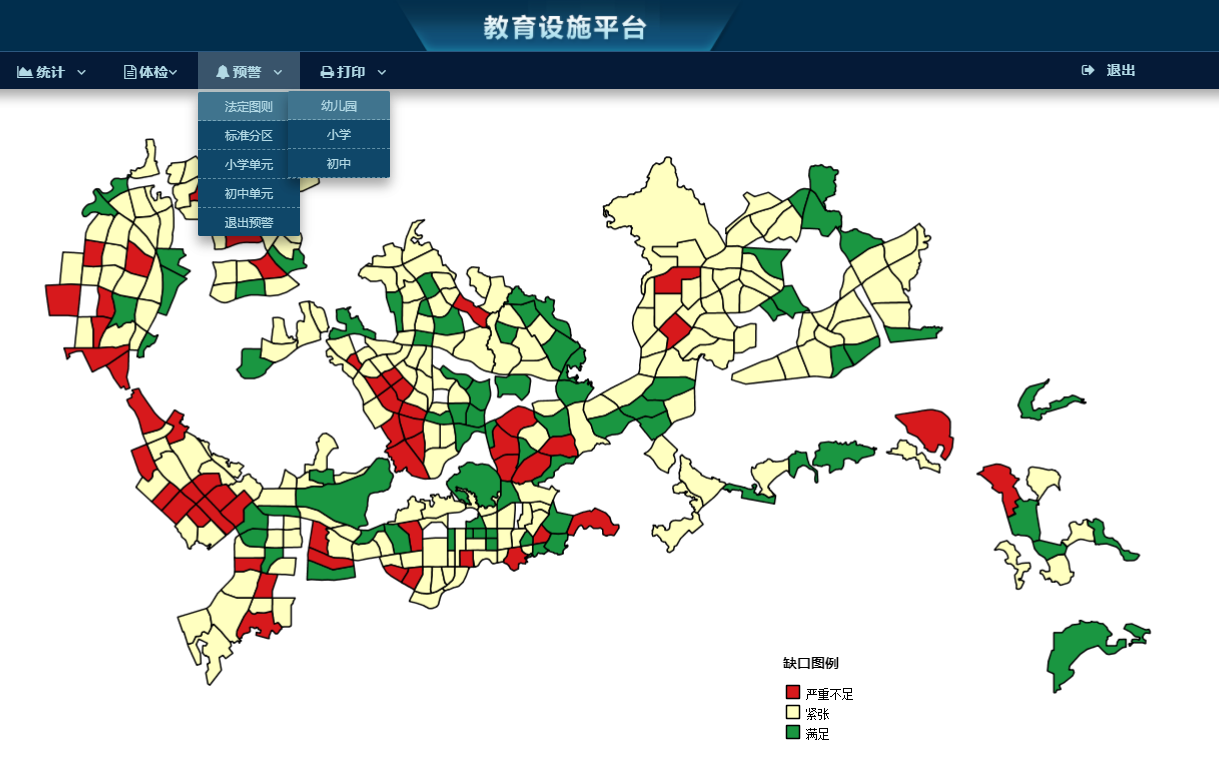 教育设施平台
统计
体检
预警
打印
退出
法定图则
标准分区
小学单元
初中单元
退出预警
幼儿园
小学
初中
缺口图例
严重不足
紧张
满足